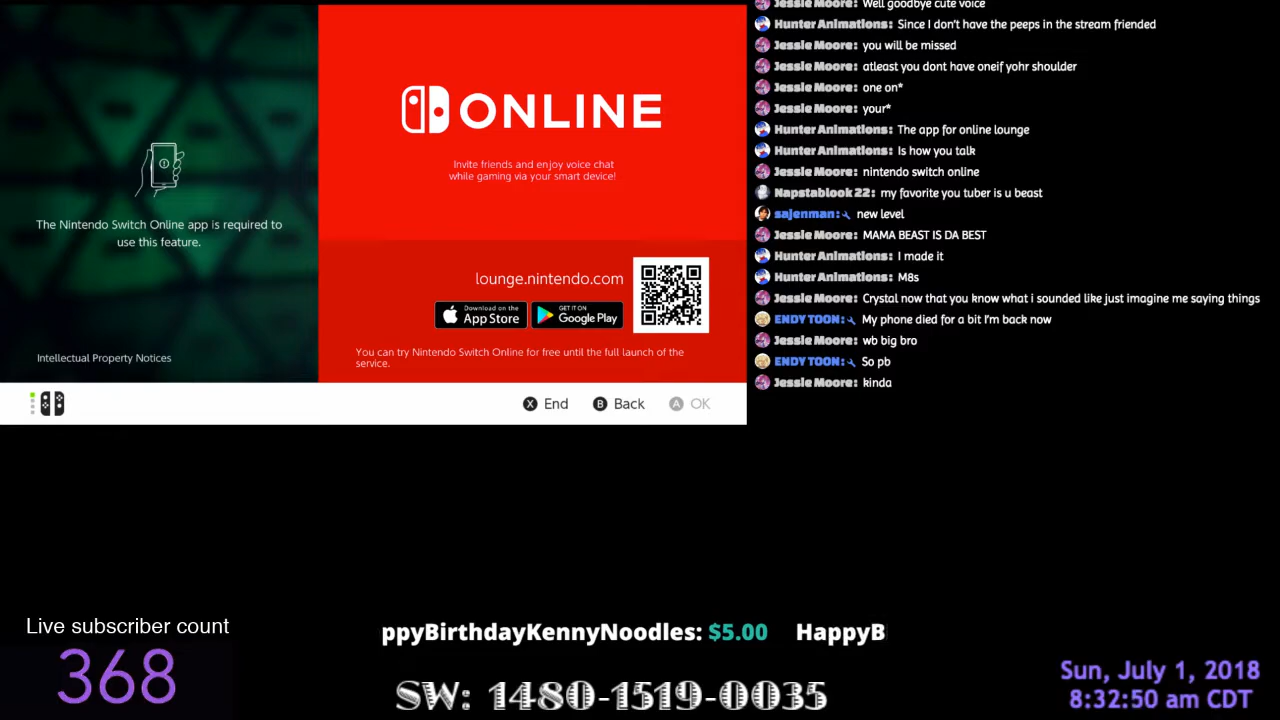 The Nintendo Switch Online app is required to
use this feature.
Intellectual Property Notices
ONLINE
Invite friends and enjoy voice chat
while gaming via your smart device!
lounge.nintendo.com
Download on the
App Store
GET IT ON
Google Play
You can try Nintendo Switch Online for free until the full launch of the
service.
X End
B Back
A OK
Jessie Moore: Well goodbye cute voice
Hunter Animations: Since I don't have the peeps in the stream friended
Jessie Moore: you will be missed
Jessie Moore: atleast you dont have oneif yohr shoulder
Jessie Moore: one on*
Jessie Moore: your*
Hunter Animations: The app for online lounge
Hunter Animations: Is how you talk
Jessie Moore: nintendo switch online
Napstablook 22: my favorite you tuber is u beast
sajenman: new level
Jessie Moore: MAMA BEAST IS DA BEST
Hunter Animations: I made it
Hunter Animations: M8s
Jessie Moore: Crystal now that you know what i sounded like just imagine me saying things
ENDY TOON: My phone died for a bit I'm back now
Jessie Moore: wb big bro
ENDY TOON: So pb
Jessie Moore: kinda
Live subscriber count
368
ppyBirthdayKennyNoodles: $5.00 HappyB
SW: 1480-1519-0035
Sun, July 1, 2018
8:32:50 am CDT